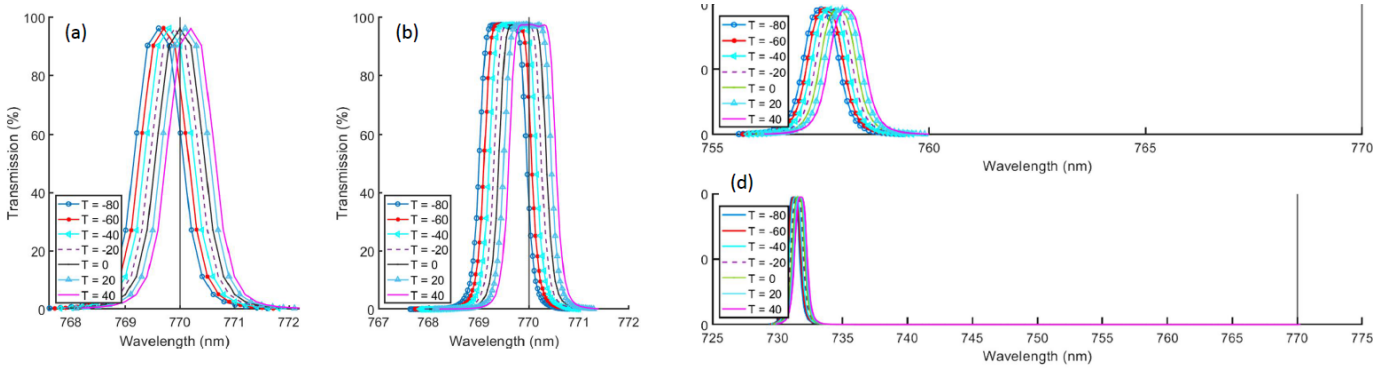 (a)
Transmission (%)
100
80
60
40
20
0
T = -80
T = -60
T = -40
T = -20
T = 0
T = 20
T = 40
768
769
770
771
772
Wavelength (nm)
(b)
Transmission (%)
100
80
60
40
20
0
T = -80
T = -60
T = -40
T = -20
T = 0
T = 20
T = 40
767
768
769
770
771
772
Wavelength (nm)
0
0
0
T = -80
T = -60
T = -40
T = -20
T = 0
T = 20
T = 40
755
760
765
770
Wavelength (nm)
(d)
0
0
0
T = -80
T = -60
T = -40
T = -20
T = 0
T = 20
T = 40
725
730
735
740
745
750
755
760
765
770
775
Wavelength (nm)